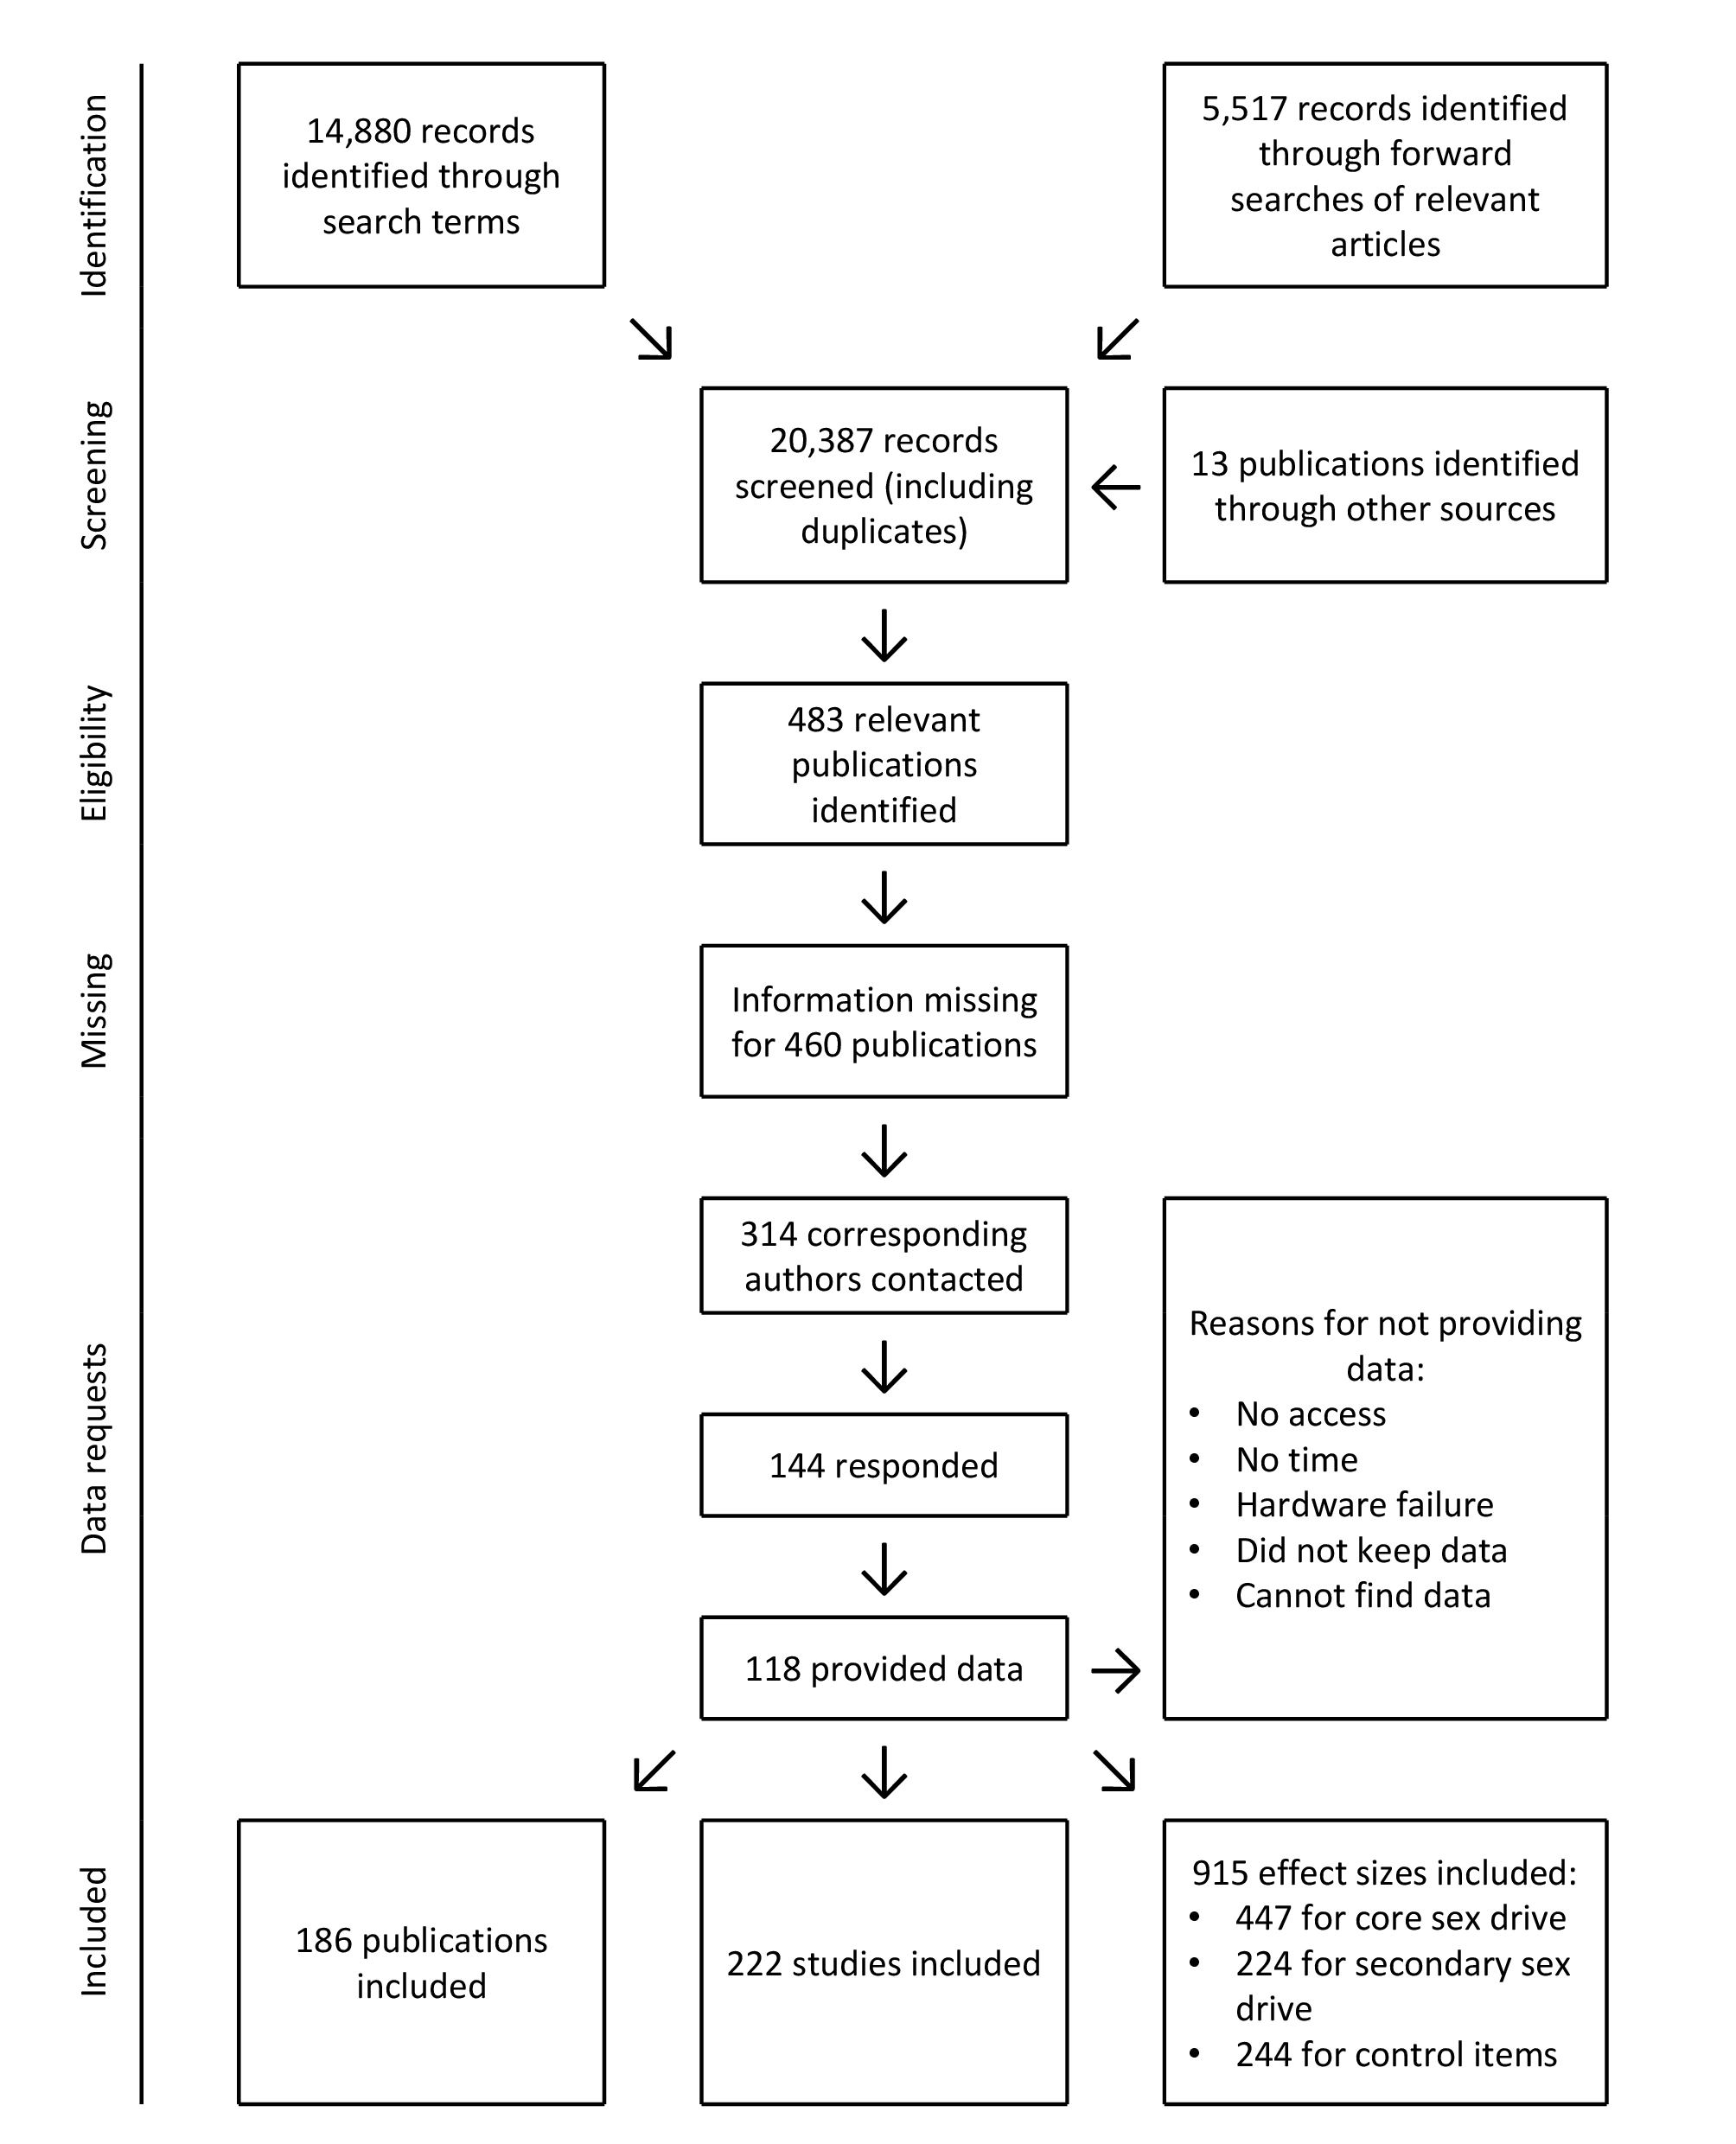 Identification
14,880 records
identified through
search terms
5,517 records identified
through forward
searches of relevant
articles
Screening
20,387 records
screened (including
duplicates)
13 publications identified
through other sources
Eligibility
483 relevant
publications
identified
Missing
Information missing
for 460 publications
Data requests
314 corresponding
authors contacted
144 responded
118 provided data
Reasons for not providing
data:
• No access
• No time
• Hardware failure
• Did not keep data
• Cannot find data
Included
186 publications
included
222 studies included
915 effect sizes included:
• 447 for core sex drive
• 224 for secondary sex
drive
• 244 for control items